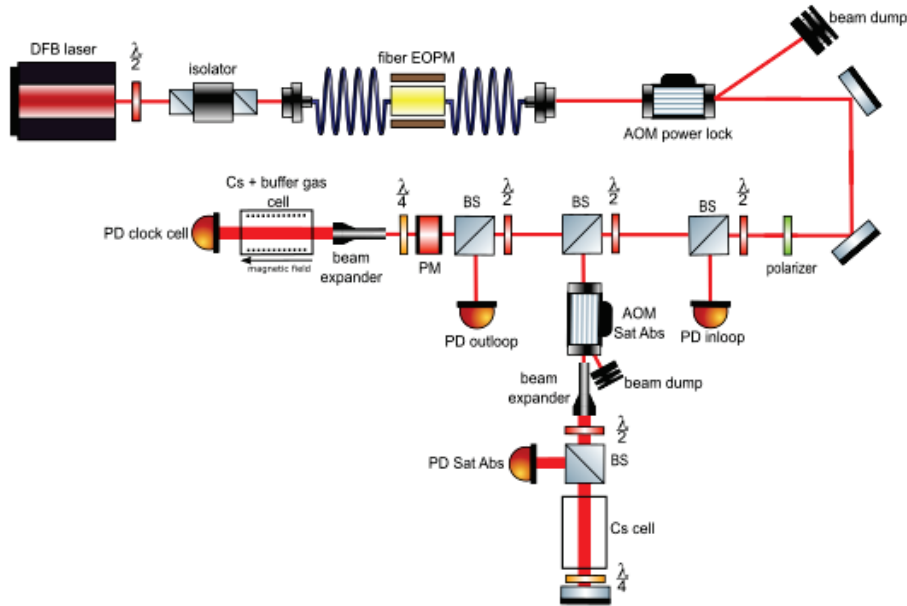 DFB laser
λ
2
isolator
fiber EOPM
beam dump
AOM power lock
Cs + buffer gas
cell
λ
4
BS
λ
2
BS
λ
2
BS
λ
2
PD clock cell
magnetic field
beam
expander
PM
polarizer
PD outloop
AOM
Sat Abs
PD inloop
beam
expander
beam dump
λ
2
PD Sat Abs
BS
Cs cell
λ
4